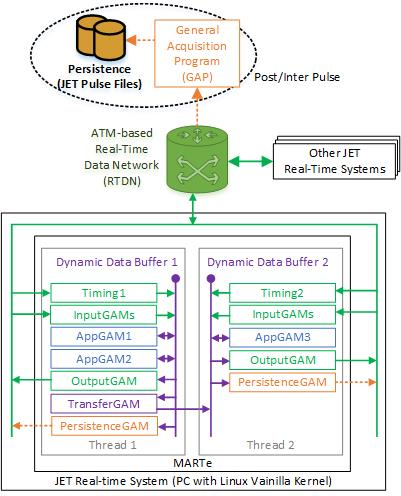 General
Acquisition
Program
(GAP)
Persistence
(JET Pulse Files)
Post/Inter Pulse
ATM-based
Real-Time
Data Network
(RTDN)
Other JET
Real-Time Systems
Dynamic Data Buffer 1
Timing1
InputGAMs
AppGAM1
AppGAM2
OutputGAM
TransferGAM
PersistenceGAM
Thread 1
Dynamic Data Buffer 2
Timing2
InputGAMs
AppGAM3
OutputGAM
PersistenceGAM
Thread 2
MARTe
JET Real-time System (PC with Linux Vainilla Kernel)